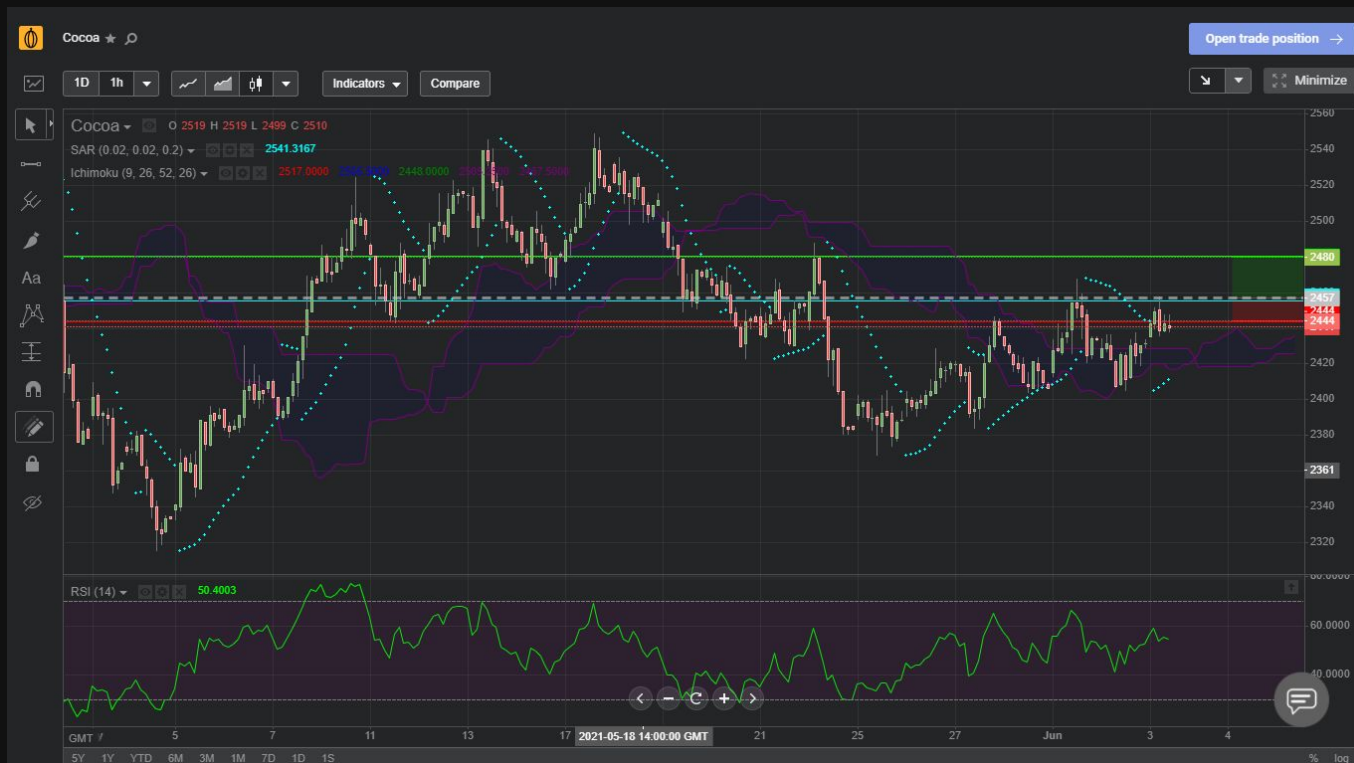 Cocoa
Open trade position →
1D 1h Indicators Compare Minimize
Cocoa O 2519 H 2519 L 2499 C 2510
SAR (0.02, 0.02, 0.2) 2541.3167
Ichimoku (9, 26, 52, 26) 2517.0000 2448.0000
Aa
2560
2540
2520
2500
2480
2457
2444
2444
2420
2400
2380
2361
2340
2320
RSI (14) 50.4003
80.0000
60.0000
40.0000
GMT 5 7 11 13 17 2021-05-18 14:00:00 GMT 21 25 27 Jun 3 4
5Y 1Y YTD 6M 3M 1M 7D 1D 1S % log